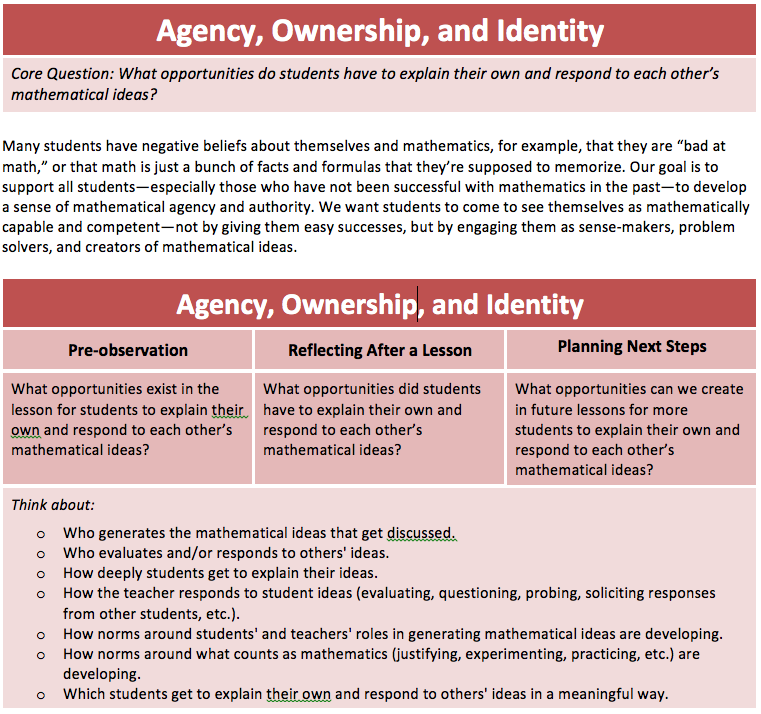 Agency, Ownership, and Identity
Core Question: What opportunities do students have to explain their own and respond to each other’s
mathematical ideas?
Many students have negative beliefs about themselves and mathematics, for example, that they are “bad at
math,” or that math is just a bunch of facts and formulas that they’re supposed to memorize. Our goal is to
support all students—especially those who have not been successful with mathematics in the past—to develop
a sense of mathematical agency and authority. We want students to come to see themselves as mathematically
capable and competent—not by giving them easy successes, but by engaging them as sense-makers, problem
solvers, and creators of mathematical ideas.
Agency, Ownership, and Identity
Pre-observation
What opportunities exist in the
lesson for students to explain their
own and respond to each other’s
mathematical ideas?
Reflecting After a Lesson
What opportunities did students
have to explain their own and
respond to each other’s
mathematical ideas?
Planning Next Steps
What opportunities can we create
in future lessons for more
students to explain their own and
respond to each other’s
mathematical ideas?
Think about:
o Who generates the mathematical ideas that get discussed.
o Who evaluates and/or responds to others' ideas.
o How deeply students get to explain their ideas.
o How the teacher responds to student ideas (evaluating, questioning, probing, soliciting responses
from other students, etc.).
o How norms around students' and teachers' roles in generating mathematical ideas are developing.
o How norms around what counts as mathematics (justifying, experimenting, practicing, etc.) are
developing.
o Which students get to explain their own and respond to others' ideas in a meaningful way.